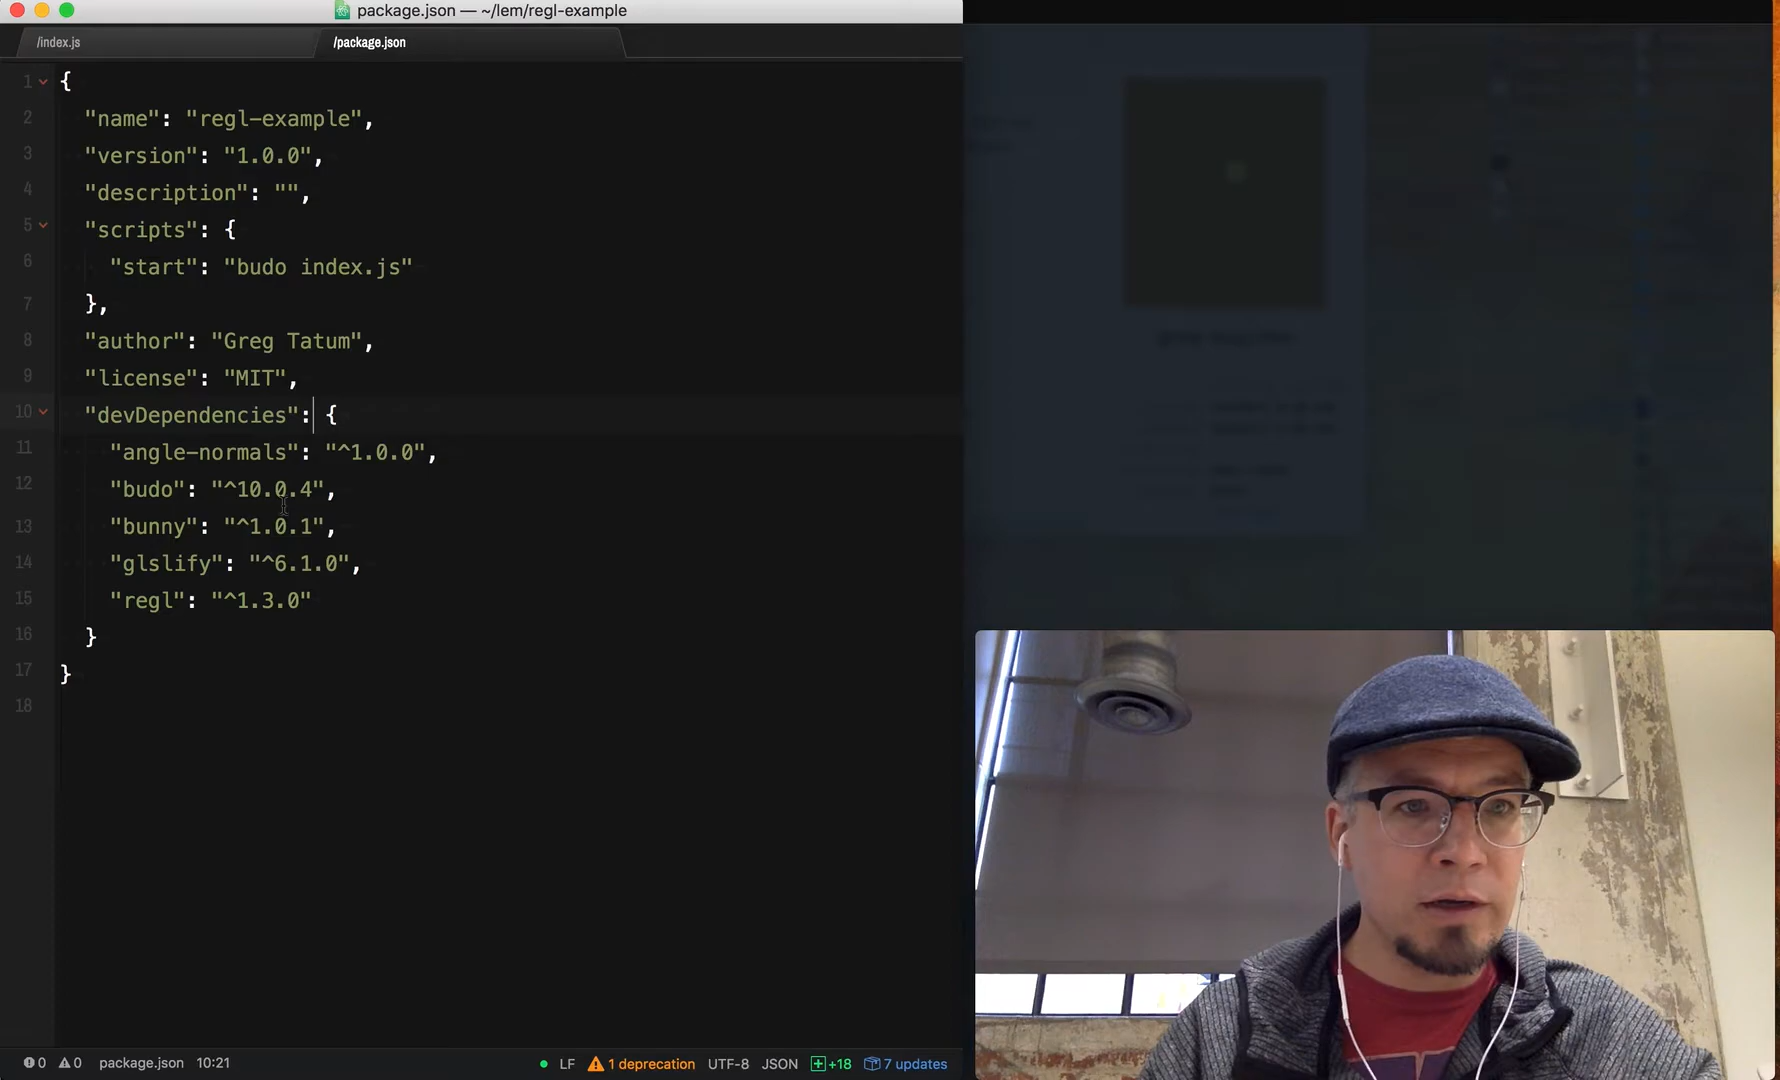 package.json — ~/lem/regl-example
/index.js
/package.json
1 {
2 "name": "regl-example",
3 "version": "1.0.0",
4 "description": "",
5 "scripts": {
6 "start": "budo index.js"
7 },
8 "author": "Greg Tatum",
9 "license": "MIT",
10 "devDependencies": {
11 "angle-normals": "^1.0.0",
12 "budo": "^10.0.4",
13 "bunny": "^1.0.1",
14 "glslify": "^6.1.0",
15 "regl": "^1.3.0"
16 }
17 }
18
0 0 package.json 10:21 LF 1 deprecation UTF-8 JSON +18 7 updates